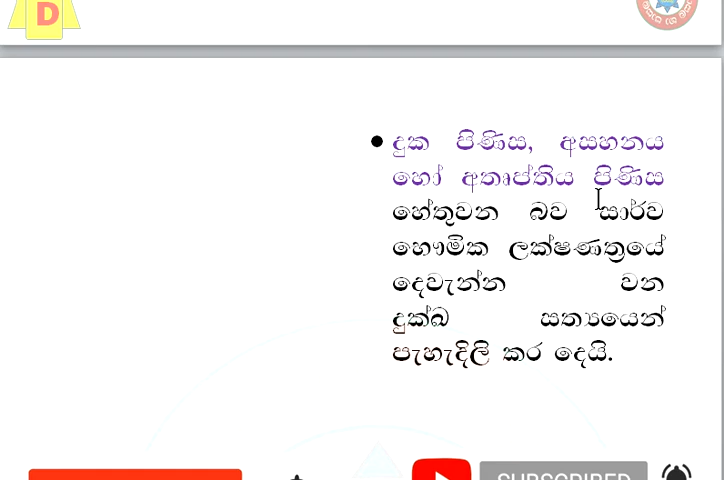 D
• දුක පිණිස, අසහනය
හෝ අතෘප්තිය පිණිස
හේතුවන බව සාර්ව
භෞමික ලක්ෂණත්‍රයේ
දෙවැන්න වන
දුක්ඛ සත්‍යයෙන්
පැහැදිලි කර දෙයි.
SUBSCRIBED